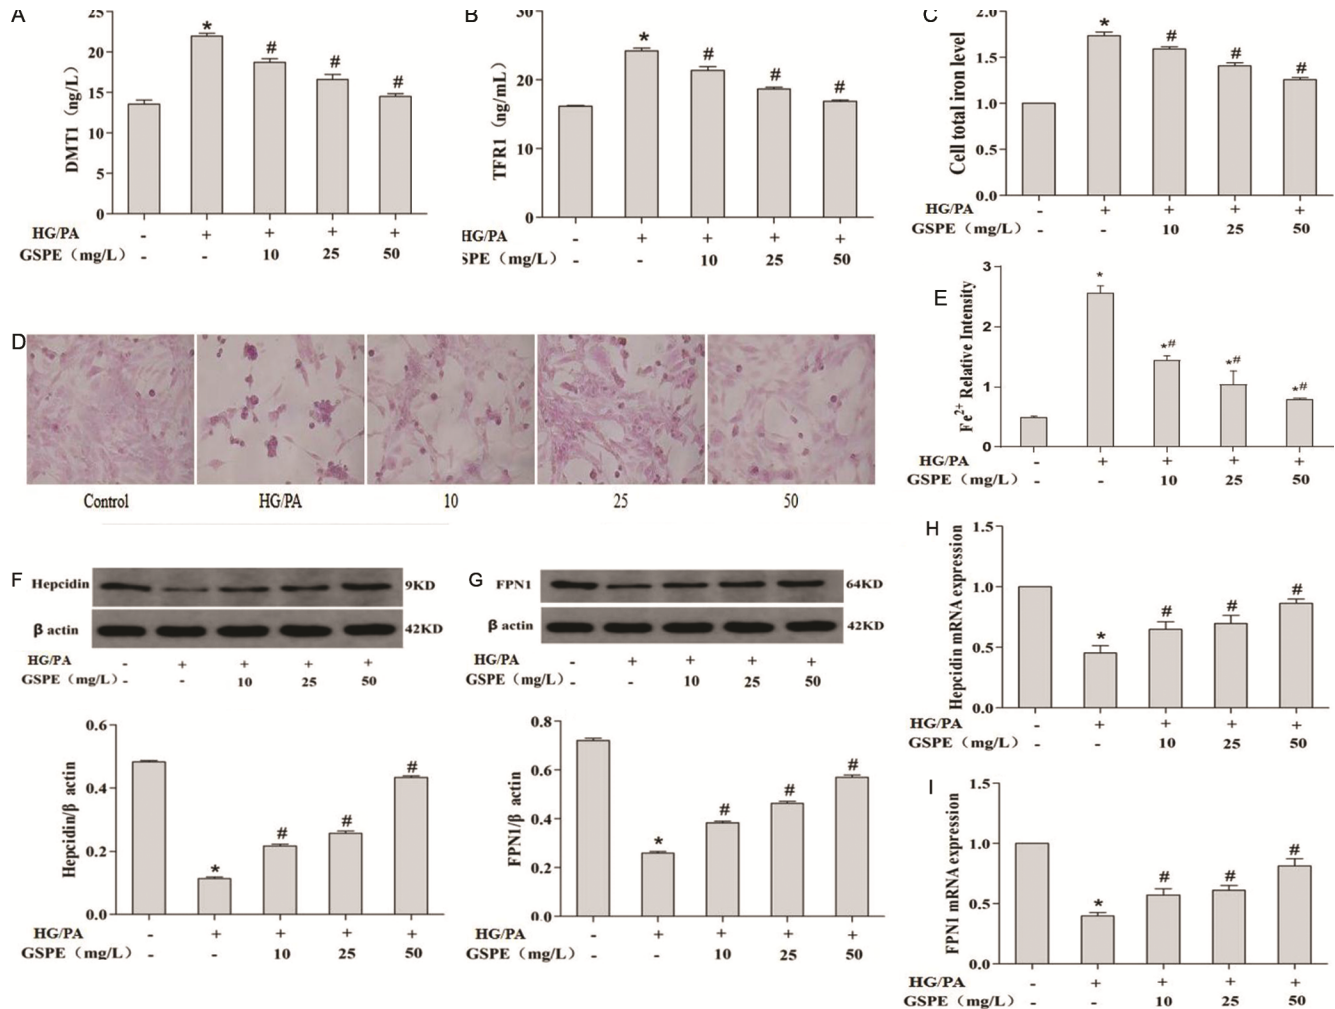 A
25
20
15
10
5
0
DMT1 (ng/L)
*
#
#
#
HG/PA - + + + +
GSPE (mg/L) - - 10 25 50
B
30
20
10
0
TFR1 (ng/mL)
*
#
#
#
HG/PA - + + + +
SPE (mg/L) - - 10 25 50
C
2.0
1.5
1.0
0.5
0.0
Cell total iron level
*
#
#
#
HG/PA - + + + +
GSPE (mg/L) - - 10 25 50
D
Control HG/PA 10 25 50
E
3
2
1
0
Fe2+ Relative Intensity
*
*#
*#
*#
HG/PA - + + + +
GSPE (mg/L) - - 10 25 50
F
Hepcidin 9KD
β actin 42KD
HG/PA - + + + +
GSPE (mg/L) - - 10 25 50
0.6
0.4
0.2
0.0
Hepcidin/β actin
*
#
#
#
HG/PA - + + + +
GSPE (mg/L) - - 10 25 50
G
FPN1 64KD
β actin 42KD
HG/PA - + + + +
GSPE (mg/L) - - 10 25 50
0.8
0.6
0.4
0.2
0.0
FPN1/β actin
*
#
#
#
HG/PA - + + + +
GSPE (mg/L) - - 10 25 50
H
1.5
1.0
0.5
0.0
Hepcidin mRNA expression
*
#
#
#
HG/PA - + + + +
GSPE (mg/L) - - 10 25 50
I
1.5
1.0
0.5
0.0
FPN1 mRNA expression
*
#
#
#
HG/PA - + + + +
GSPE (mg/L) - - 10 25 50